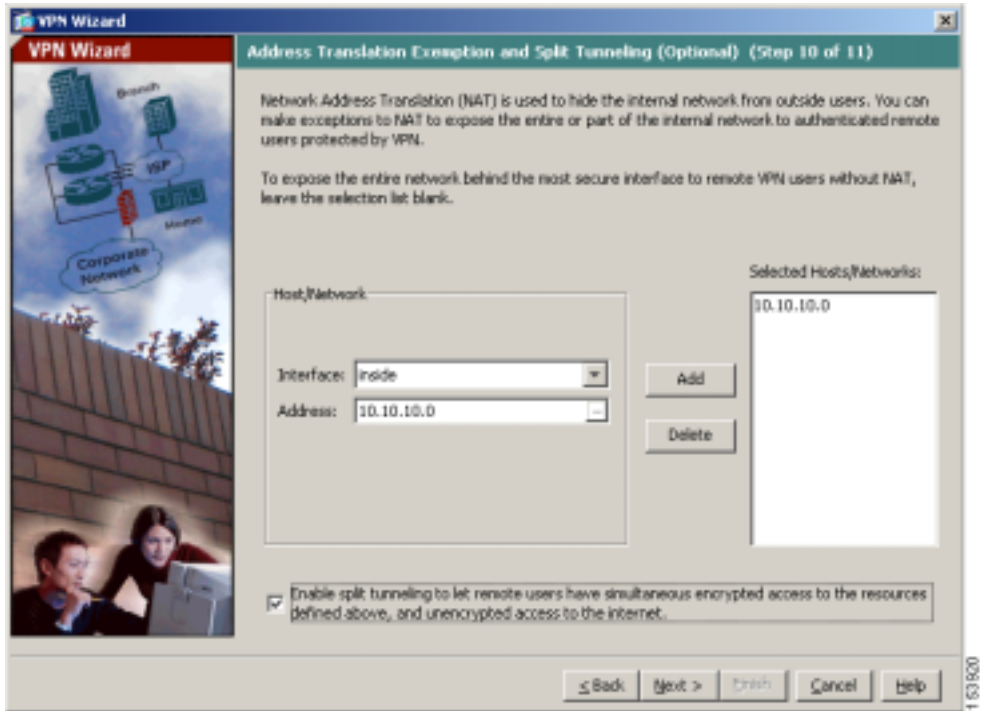 VPN Wizard
VPN Wizard
Address Translation Exemption and Split Tunneling (Optional) (Step 10 of 11)
Branch
ISP
Corporate
Network
Network Address Translation (NAT) is used to hide the internal network from outside users. You can
make exceptions to NAT to expose the entire or part of the internal network to authenticated remote
users protected by VPN.
To expose the entire network behind the most secure interface to remote VPN users without NAT,
leave the selection list blank.
Selected Hosts/Networks:
Host/Network
10.10.10.0
Interface: inside
Add
Address: 10.10.10.0
Delete
Enable split tunneling to let remote users have simultaneous encrypted access to the resources
defined above, and unencrypted access to the internet.
< Back Next > Finish Cancel Help
153920